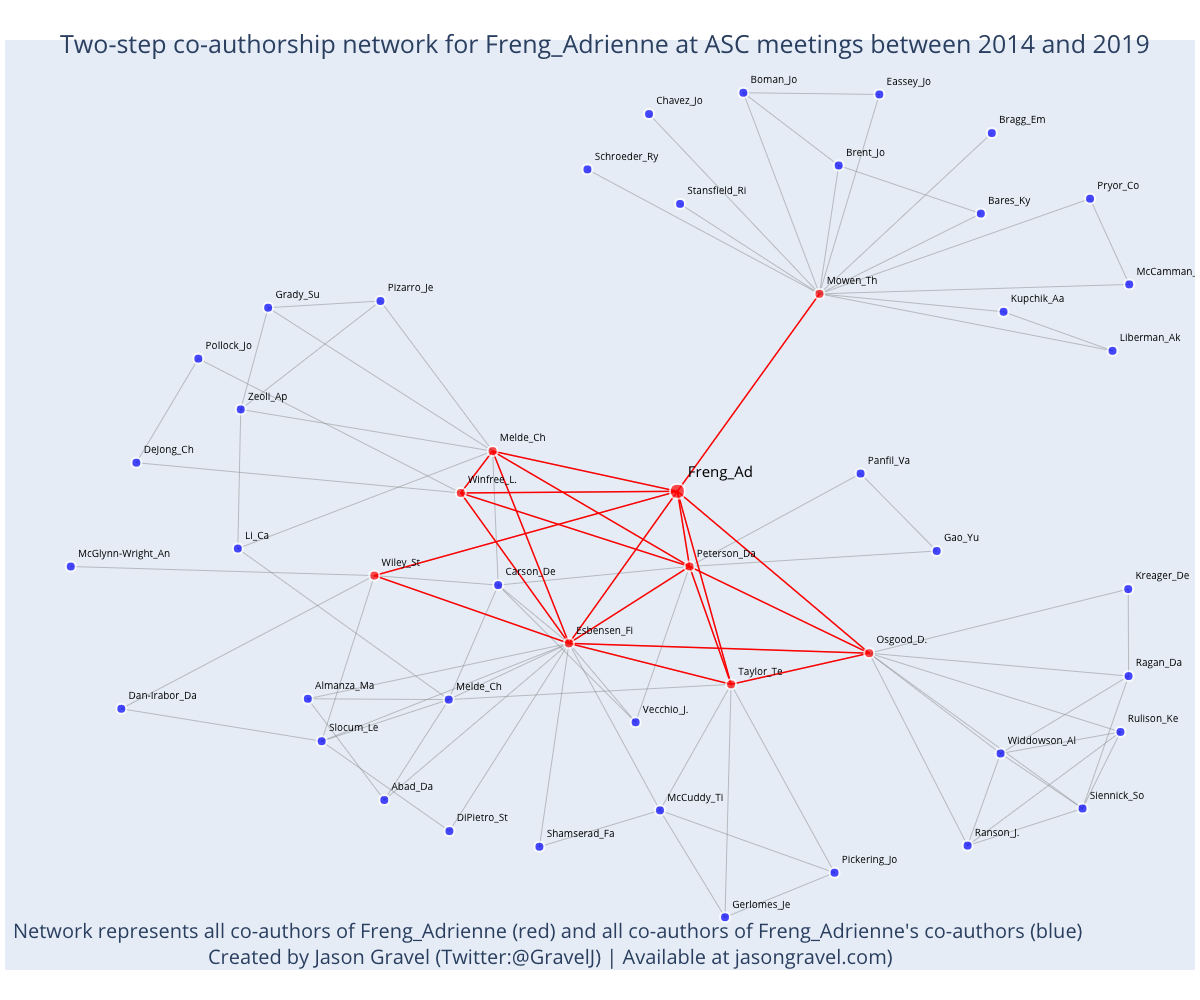 Two-step co-authorship network for Freng_Adrienne at ASC meetings between 2014 and 2019
Boman_Jo
Eassey_Jo
Chavez_Jo
Bragg_Em
Brent_Jo
Schroeder_Ry
Pryor_Co
Stansfield_Ri
Bares_Ky
McCamman_
Mowen_Th
Kupchik_Aa
Liberman_Ak
Pizarro_Je
Grady_Su
Pollock_Jo
Zeoli_Ap
Melde_Ch
DeJong_Ch
Winfree_L.
Freng_Ad
Panfil_Va
Li_Ca
Gao_Yu
McGlynn-Wright_An
Wiley_St
Carson_De
Peterson_Da
Kreager_De
Esbensen_Fi
Osgood_D.
Ragan_Da
Taylor_Te
Almanza_Ma
Melde_Ch
Dan-Irabor_Da
Vecchio_J.
Rulison_Ke
Slocum_Le
Widdowson_Al
Abad_Da
McCuddy_Ti
Siennick_So
DiPietro_St
Shamserad_Fa
Ranson_J.
Pickering_Jo
Gerlomes_Je
Network represents all co-authors of Freng_Adrienne (red) and all co-authors of Freng_Adrienne's co-authors (blue)
Created by Jason Gravel (Twitter:@GravelJ) | Available at jasongravel.com)